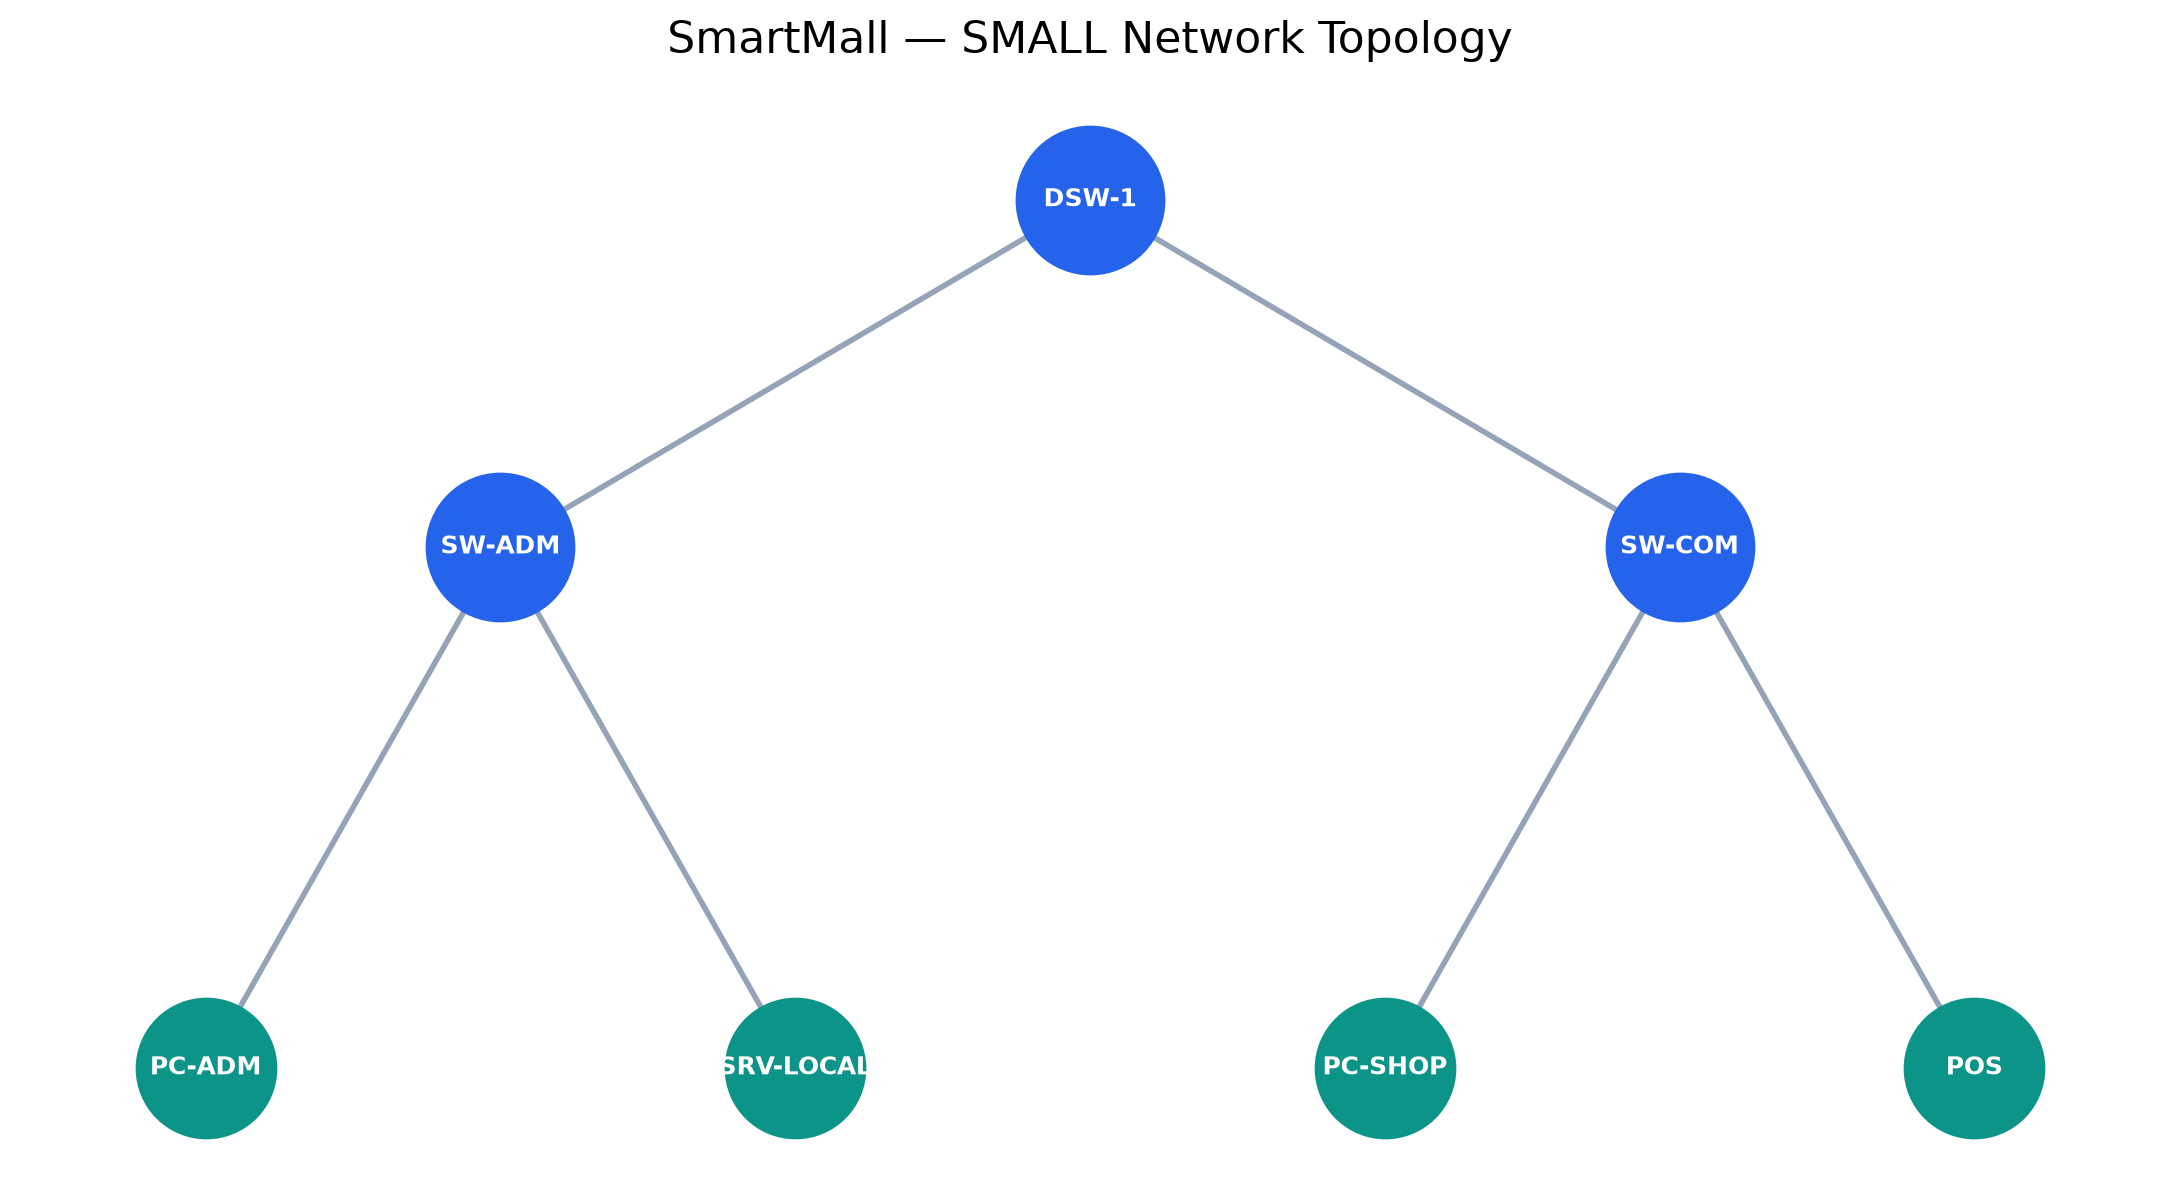 SmartMall — SMALL Network Topology
DSW-1
SW-ADM
SW-COM
PC-ADM
SRV-LOCAL
PC-SHOP
POS